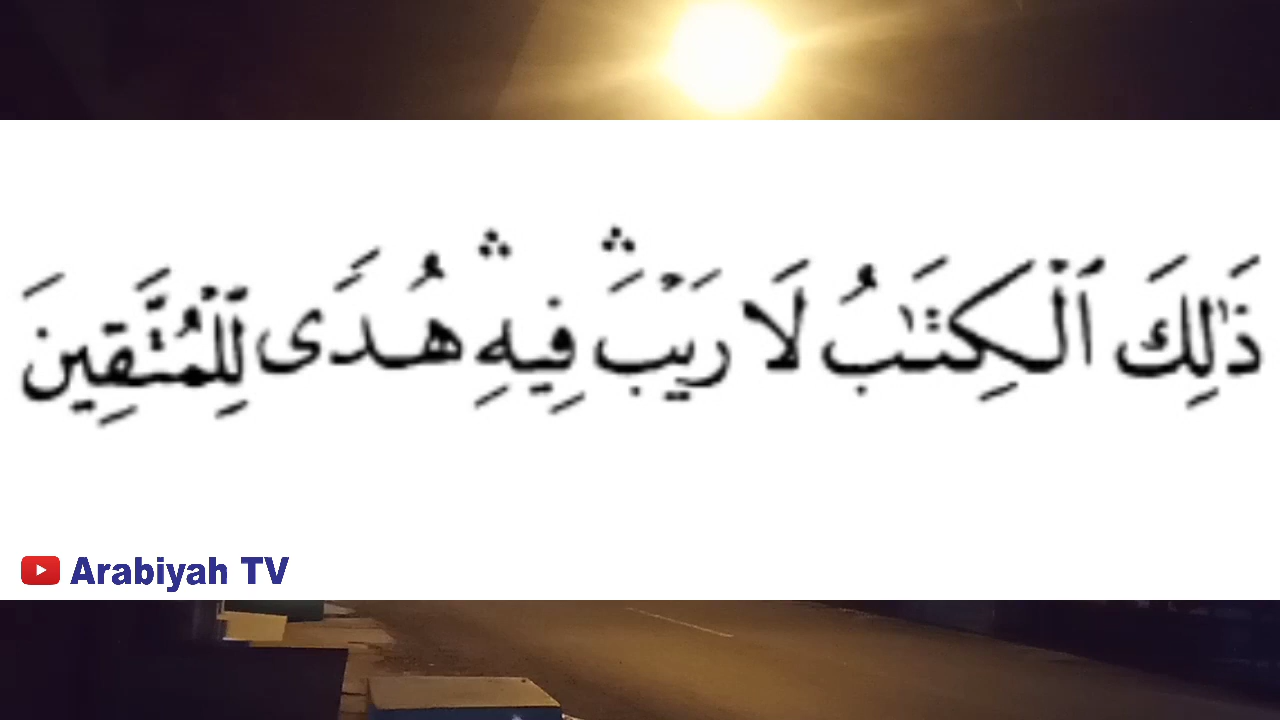 ذَٰلِكَ ٱلْكِتَـٰبُ لَا رَيْبَ ۛ فِيهِ ۛ هُدًى لِّلْمُتَّقِينَ
Arabiyah TV